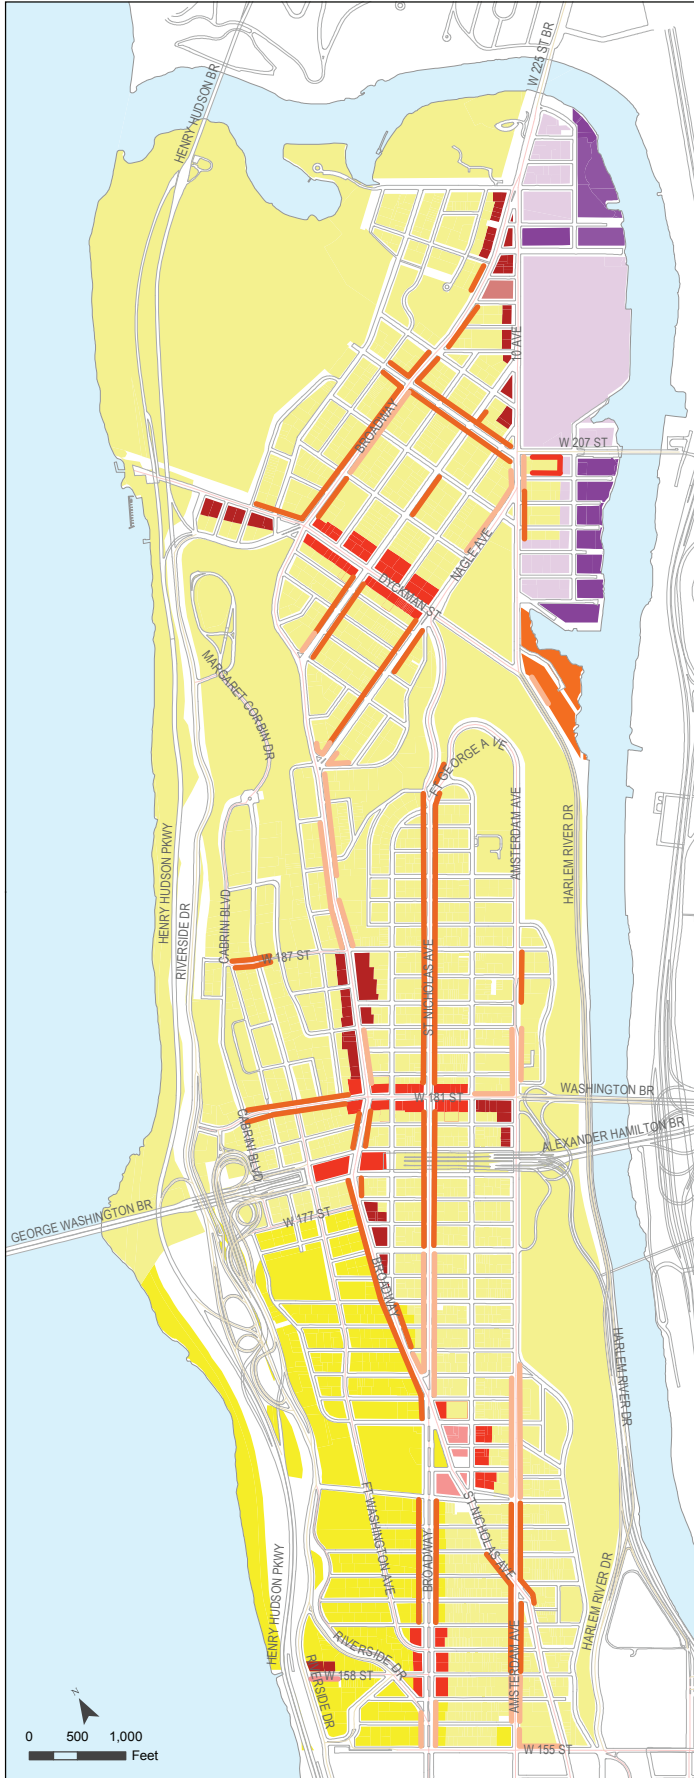 W 225 ST BR
HENRY HUDSON BR
10 AVE
BROADWAY
W 207 ST
NAGLE AVE
DYCKMAN ST
MARGARET CORBIN DR
FT GEORGE A VE
AMSTERDAM AVE
HARLEM RIVER DR
HENRY HUDSON PKWY
RIVERSIDE DR
CABRINI BLVD
W 187 ST
ST NICHOLAS AVE
WASHINGTON BR
W 181 ST
ALEXANDER HAMILTON BR
CABRINI BLVD
GEORGE WASHINGTON BR
W 177 ST
BROADWAY
HARLEM RIVER DR
FT WASHINGTON AVE
ST NICHOLAS AVE
BROADWAY
HENRY HUDSON PKWY
HARLEM RIVER DR
RIVERSIDE DR
AMSTERDAM AVE
RIVERSIDE DR
W 158 ST
W 155 ST
N
0 500 1,000
Feet